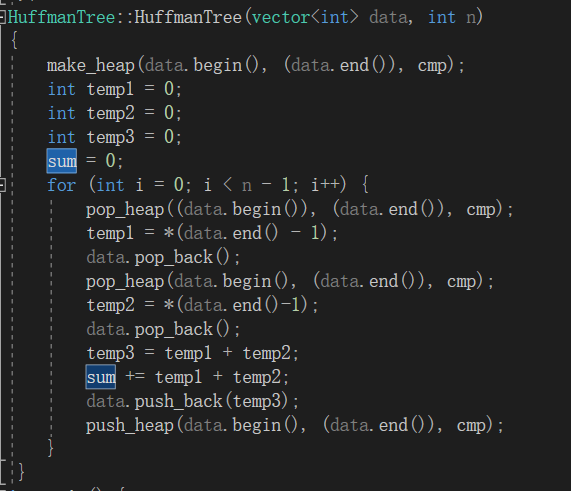 HuffmanTree::HuffmanTree(vector<int> data, int n)
{
make_heap(data.begin(), (data.end()), cmp);
int temp1 = 0;
int temp2 = 0;
int temp3 = 0;
sum = 0;
for (int i = 0; i < n - 1; i++) {
pop_heap((data.begin()), (data.end()), cmp);
temp1 = *(data.end() - 1);
data.pop_back();
pop_heap(data.begin(), (data.end()), cmp);
temp2 = *(data.end()-1);
data.pop_back();
temp3 = temp1 + temp2;
sum += temp1 + temp2;
data.push_back(temp3);
push_heap(data.begin(), (data.end()), cmp);
}
}